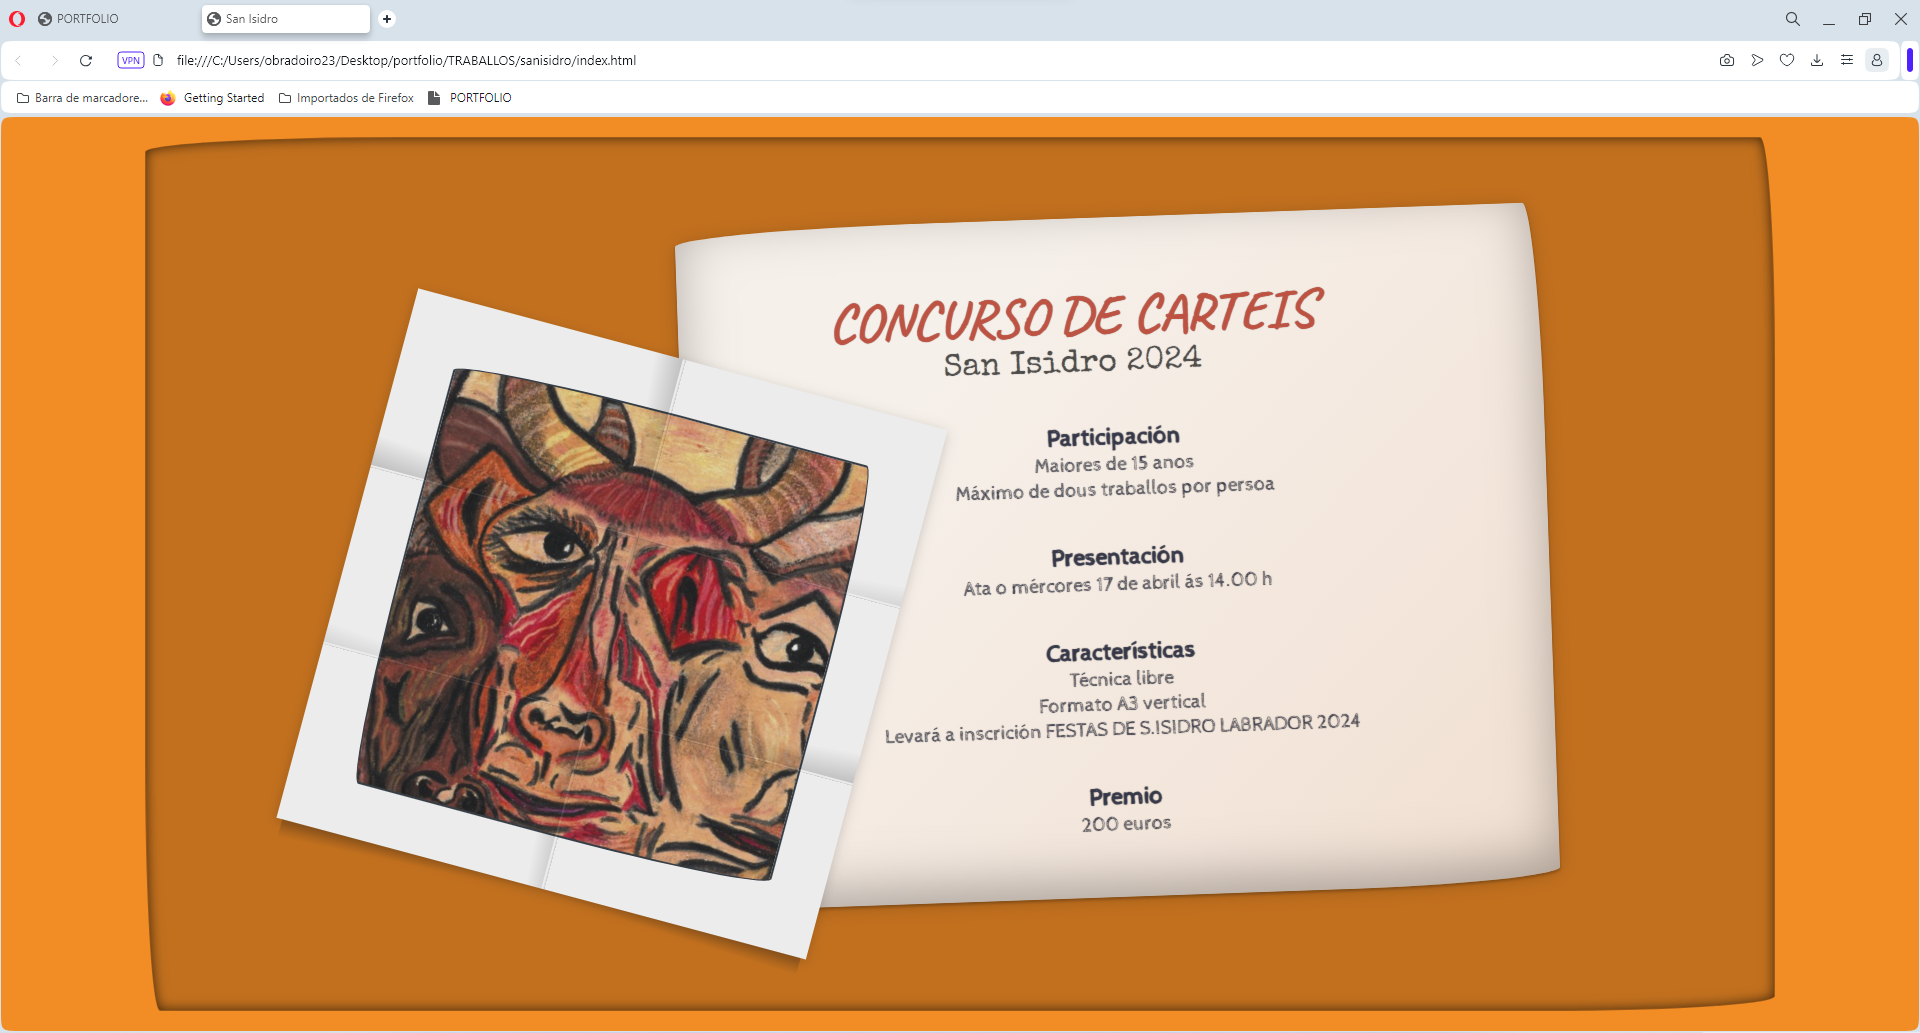 PORTFOLIO
San Isidro
VPN
file:///C:/Users/obradoiro23/Desktop/portfolio/TRABALLOS/sanisidro/index.html
Barra de marcadore...
Getting Started
Importados de Firefox
PORTFOLIO
CONCURSO DE CARTEIS
San Isidro 2024
Participación
Maiores de 15 anos
Máximo de dous traballos por persoa
Presentación
Ata o mércores 17 de abril ás 14.00 h
Características
Técnica libre
Formato A3 vertical
Levará a inscrición FESTAS DE S.ISIDRO LABRADOR 2024
Premio
200 euros